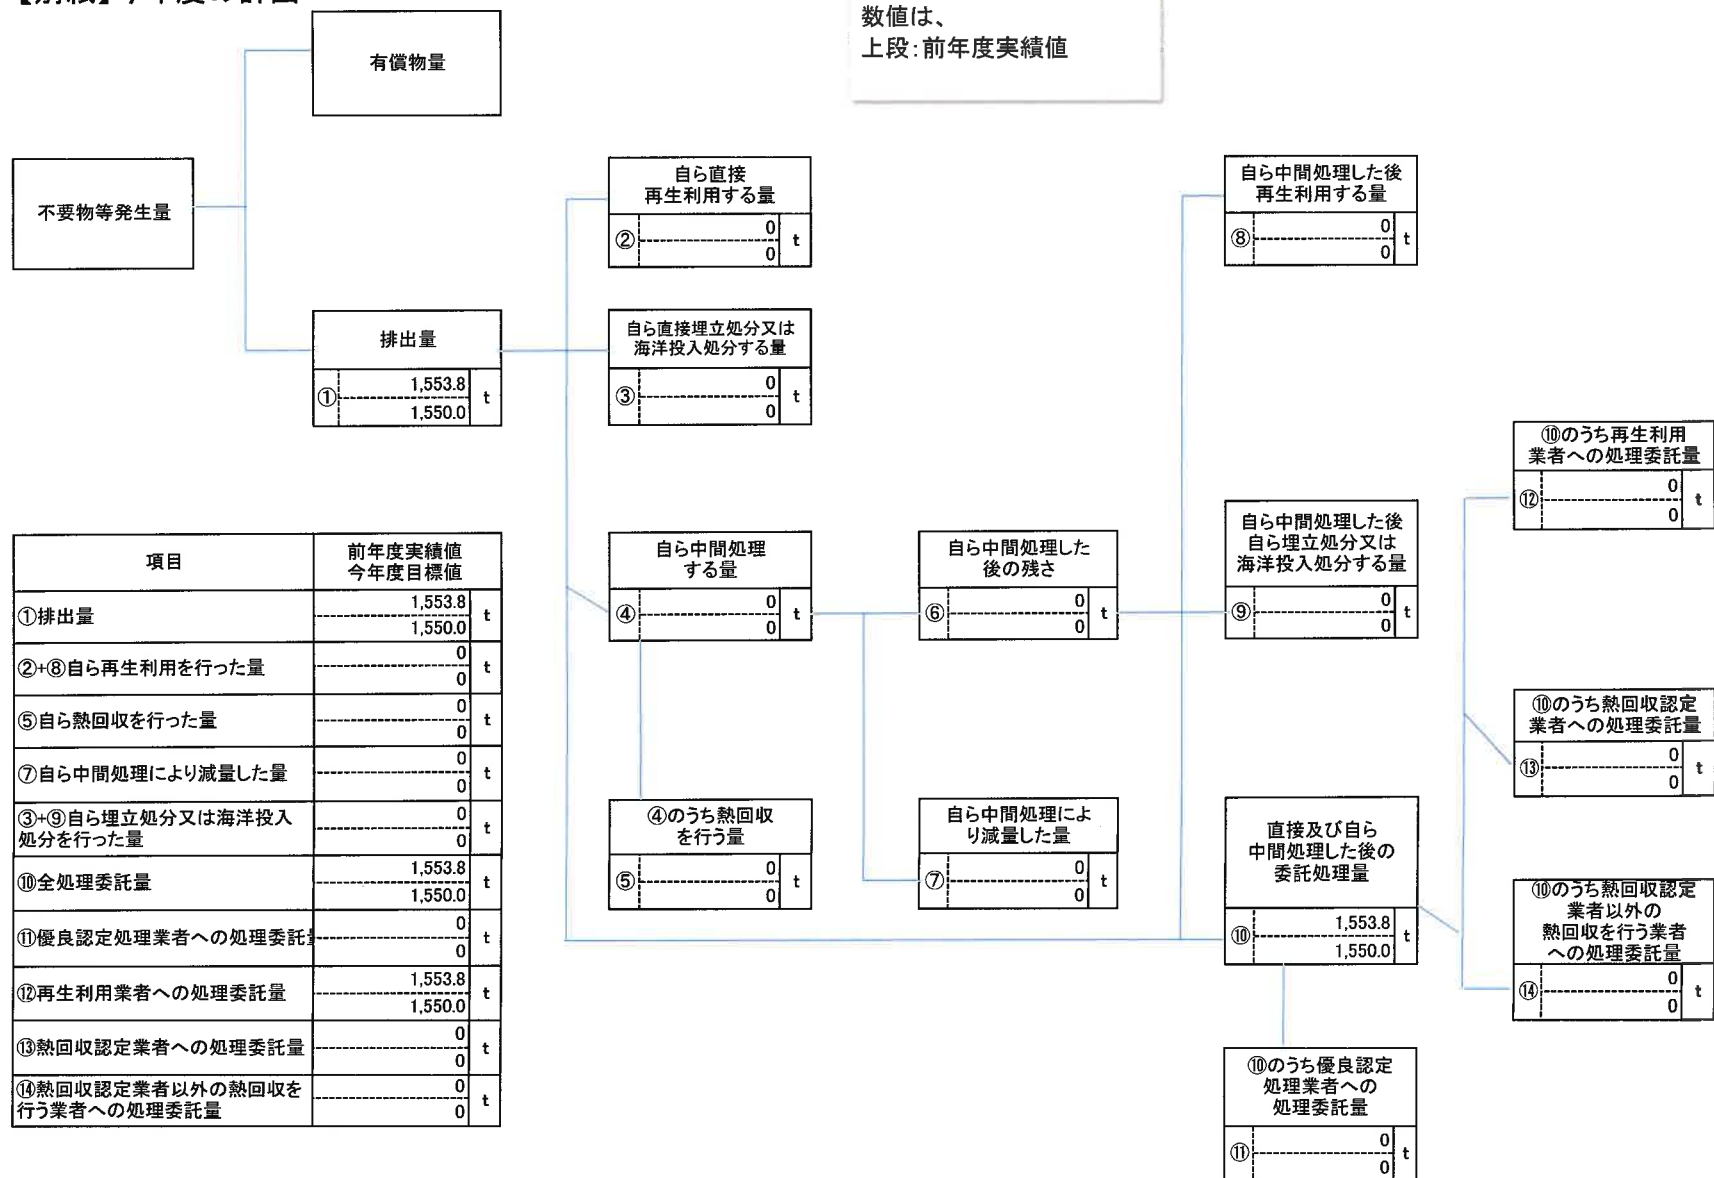 数値は、
上段：前年度実績値
有償物量
不要物等発生量
排出量
①
1,553.8
1,550.0
t
自ら直接
再生利用する量
②
0
0
t
自ら直接埋立処分又は
海洋投入処分する量
③
0
0
t
自ら中間処理
する量
④
0
0
t
④のうち熱回収
を行う量
⑤
0
0
t
自ら中間処理した
後の残さ
⑥
0
0
t
自ら中間処理によ
り減量した量
⑦
0
0
t
自ら中間処理した後
再生利用する量
⑧
0
0
t
自ら中間処理した後
自ら埋立処分又は
海洋投入処分する量
⑨
0
0
t
直接及び自ら
中間処理した後の
委託処理量
⑩
1,553.8
1,550.0
t
⑩のうち優良認定
処理業者への
処理委託量
⑪
0
0
t
⑩のうち再生利用
業者への処理委託量
⑫
0
0
t
⑩のうち熱回収認定
業者への処理委託量
⑬
0
0
t
⑩のうち熱回収認定
業者以外の
熱回収を行う業者
への処理委託量
⑭
0
0
t
項目
前年度実績値
今年度目標値
①排出量
1,553.8
1,550.0
t
②+⑧自ら再生利用を行った量
0
0
t
⑤自ら熱回収を行った量
0
0
t
⑦自ら中間処理により減量した量
0
0
t
③+⑨自ら埋立処分又は海洋投入
処分を行った量
0
0
t
⑩全処理委託量
1,553.8
1,550.0
t
⑪優良認定処理業者への処理委託
0
0
t
⑫再生利用業者への処理委託量
1,553.8
1,550.0
t
⑬熱回収認定業者への処理委託量
0
0
t
⑭熱回収認定業者以外の熱回収を
行う業者への処理委託量
0
0
t